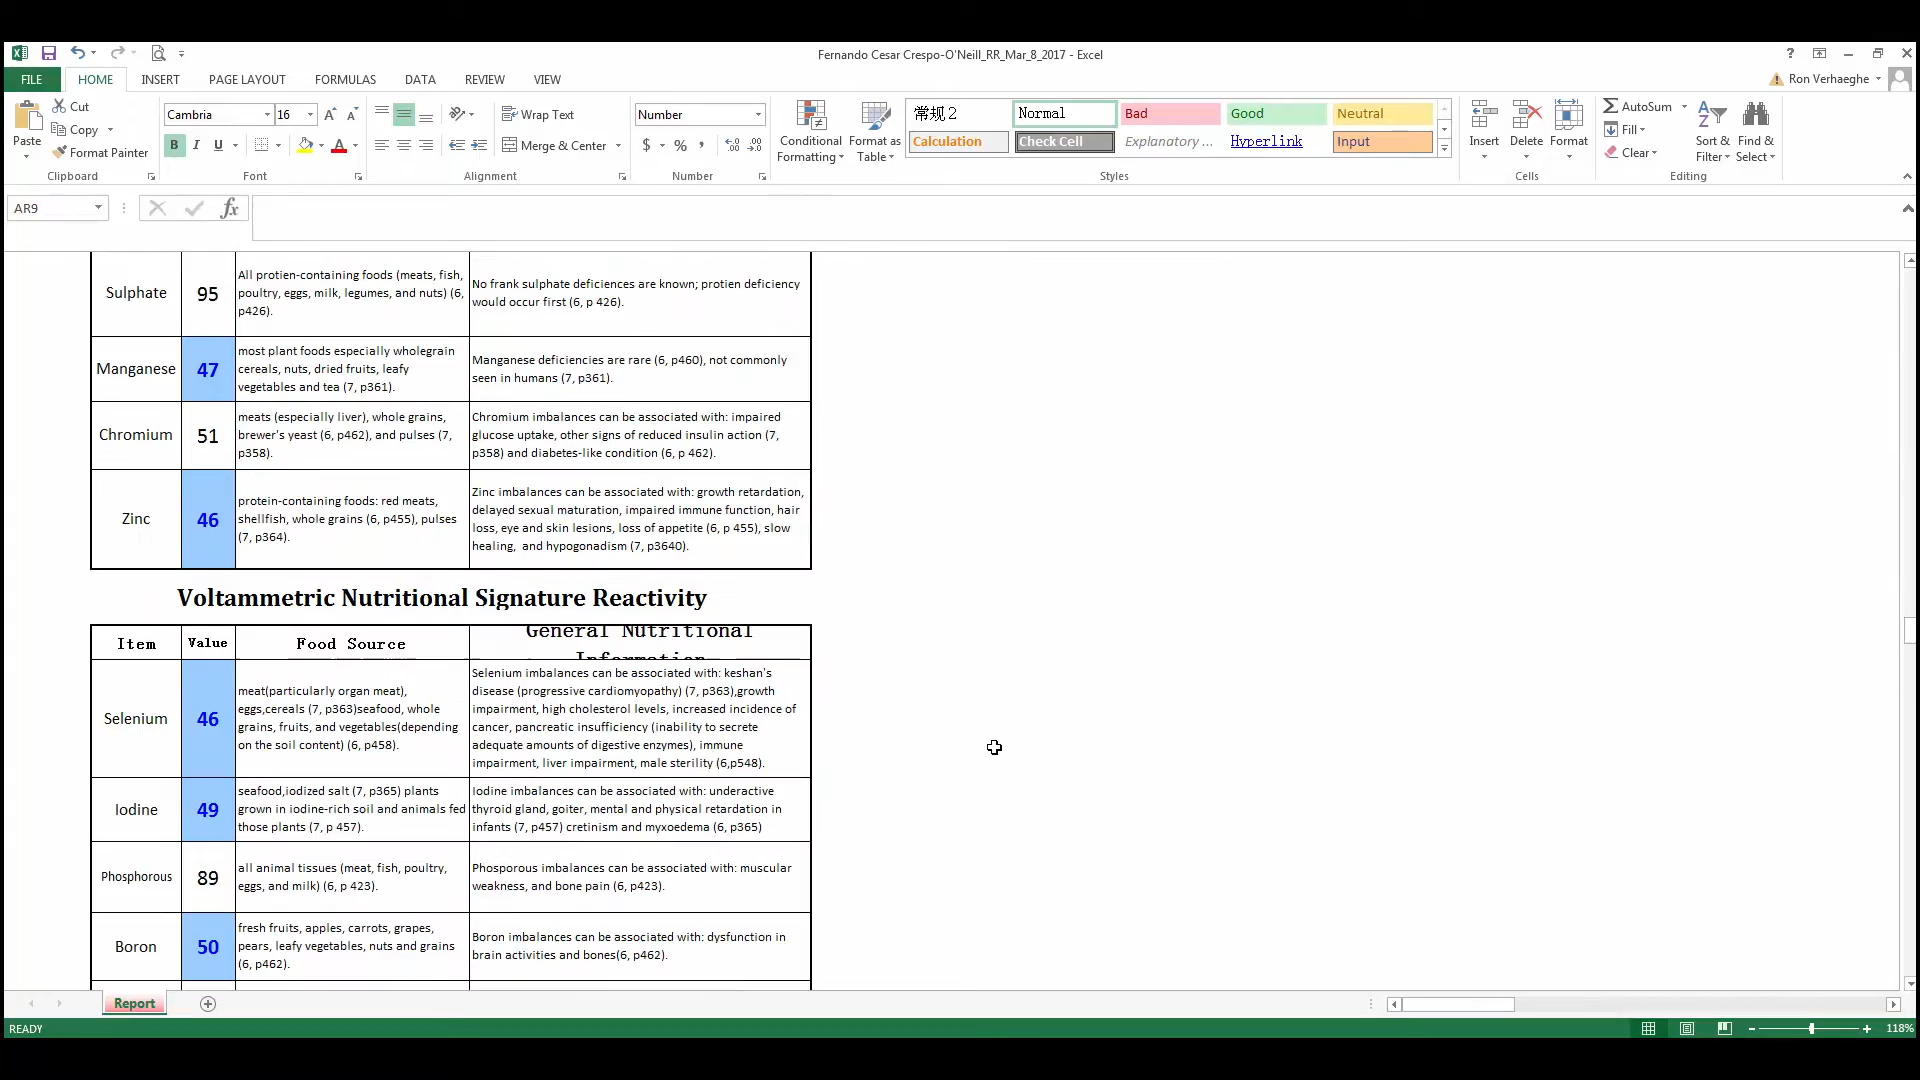 Fernando Cesar Crespo-O'Neill_RR_Mar_8_2017 - Excel
FILE
HOME
INSERT
PAGE LAYOUT
FORMULAS
DATA
REVIEW
VIEW
Ron Verhaeghe
Paste
Cut
Copy
Format Painter
Clipboard
Cambria
16
B I U
Font
Wrap Text
Merge & Center
Alignment
Number
$ % ,
Number
Conditional Formatting
Format as Table
常规 2
Normal
Bad
Good
Neutral
Calculation
Check Cell
Explanatory ...
Hyperlink
Input
Styles
Insert
Delete
Format
Cells
AutoSum
Fill
Clear
Sort & Filter
Find & Select
Editing
AR9
fx
Sulphate
95
All protien-containing foods (meats, fish,
poultry, eggs, milk, legumes, and nuts) (6,
p426).
No frank sulphate deficiences are known; protien deficiency
would occur first (6, p 426).
Manganese
47
most plant foods especially wholegrain
cereals, nuts, dried fruits, leafy
vegetables and tea (7, p361).
Manganese deficiencies are rare (6, p460), not commonly
seen in humans (7, p361).
Chromium
51
meats (especially liver), whole grains,
brewer's yeast (6, p462), and pulses (7,
p358).
Chromium imbalances can be associated with: impaired
glucose uptake, other signs of reduced insulin action (7,
p358) and diabetes-like condition (6, p 462).
Zinc
46
protein-containing foods: red meats,
shellfish, whole grains (6, p455), pulses
(7, p364).
Zinc imbalances can be associated with: growth retardation,
delayed sexual maturation, impaired immune function, hair
loss, eye and skin lesions, loss of appetite (6, p 455), slow
healing, and hypogonadism (7, p3640).
Voltammetric Nutritional Signature Reactivity
Item
Value
Food Source
General Nutritional
Information
Selenium
46
meat(particularly organ meat),
eggs,cereals (7, p363)seafood, whole
grains, fruits, and vegetables(depending
on the soil content) (6, p458).
Selenium imbalances can be associated with: keshan's
disease (progressive cardiomyopathy) (7, p363),growth
impairment, high cholesterol levels, increased incidence of
cancer, pancreatic insufficiency (inability to secrete
adequate amounts of digestive enzymes), immune
impairment, liver impairment, male sterility (6,p548).
Iodine
49
seafood,iodized salt (7, p365) plants
grown in iodine-rich soil and animals fed
those plants (7, p 457).
Iodine imbalances can be associated with: underactive
thyroid gland, goiter, mental and physical retardation in
infants (7, p457) cretinism and myxoedema (6, p365)
Phosphorous
89
all animal tissues (meat, fish, poultry,
eggs, and milk) (6, p 423).
Phosporous imbalances can be associated with: muscular
weakness, and bone pain (6, p423).
Boron
50
fresh fruits, apples, carrots, grapes,
pears, leafy vegetables, nuts and grains
(6, p462).
Boron imbalances can be associated with: dysfunction in
brain activities and bones(6, p462).
Report
READY
118%